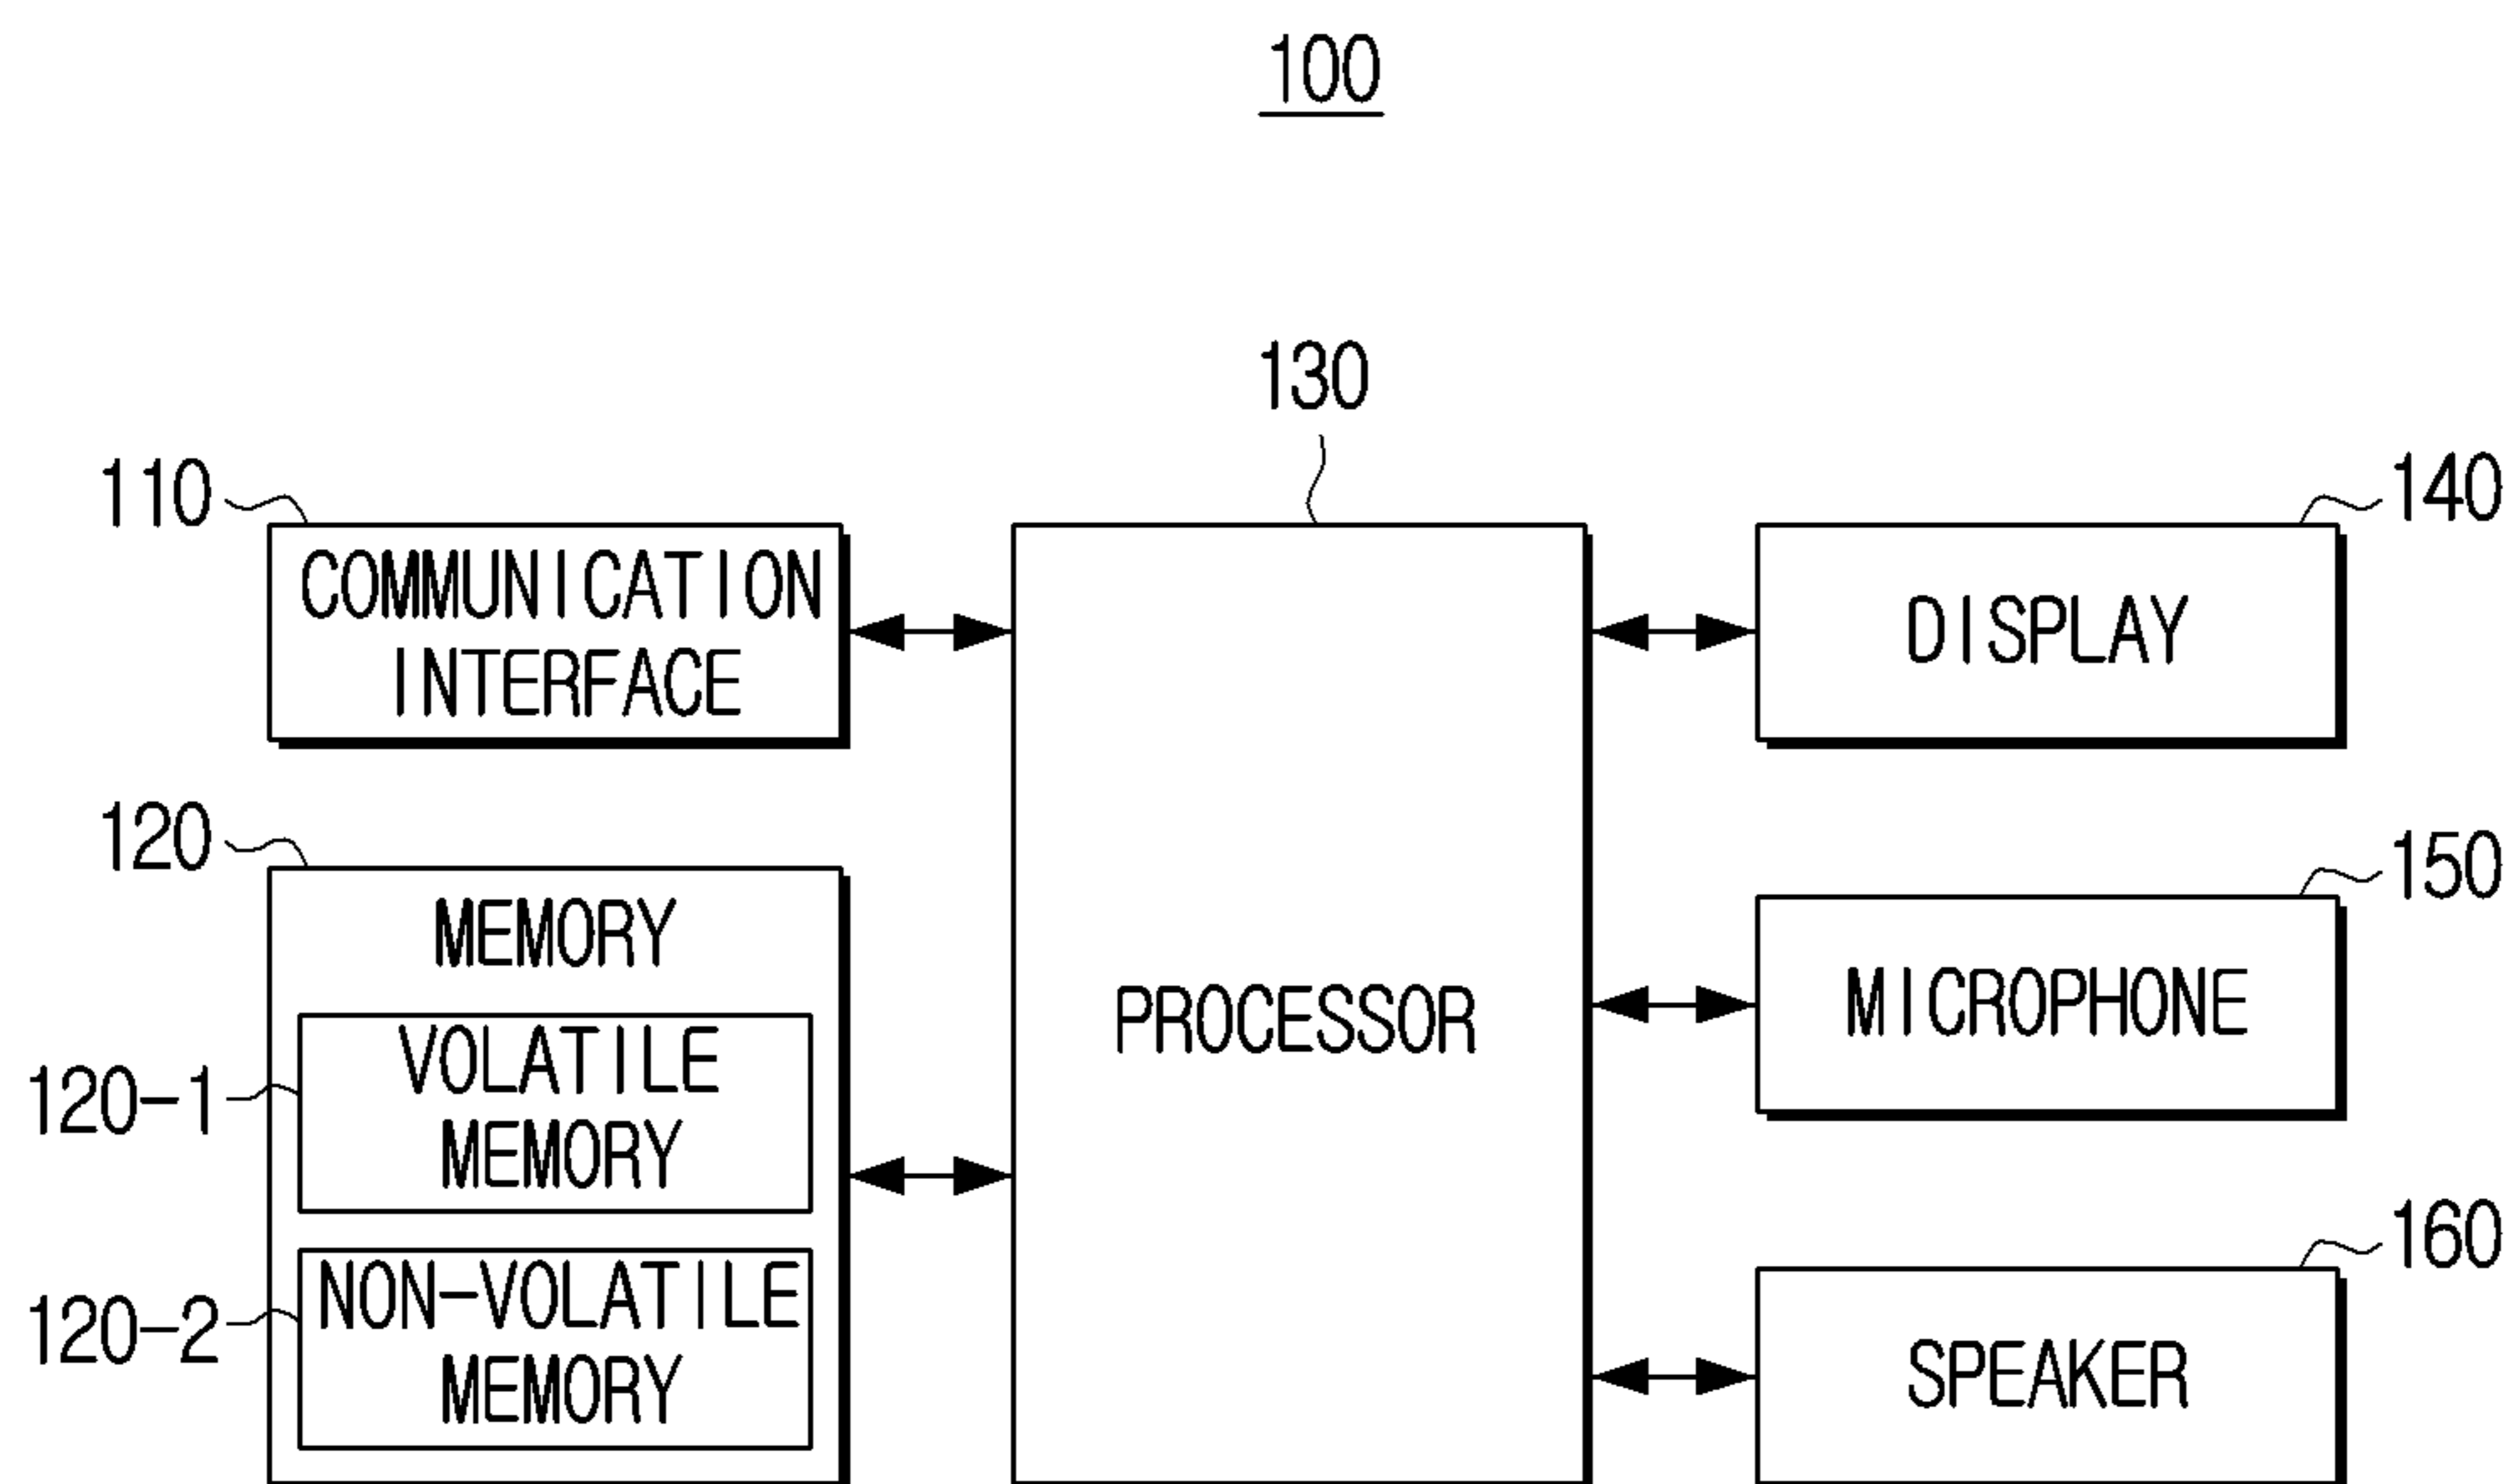 100
130
110
COMMUNICATION
INTERFACE
140
DISPLAY
120
MEMORY
120-1
VOLATILE
MEMORY
120-2
NON-VOLATILE
MEMORY
PROCESSOR
150
MICROPHONE
160
SPEAKER